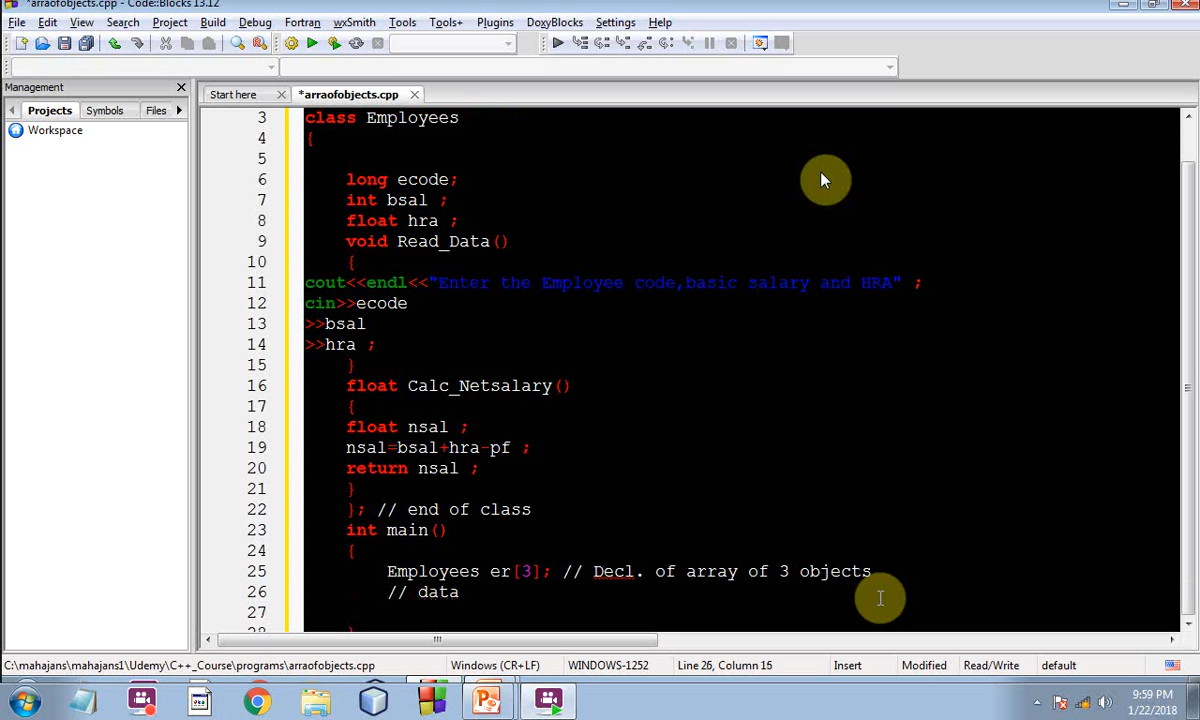 *arraofobjects.cpp - Code::Blocks 13.12
File Edit View Search Project Build Debug Fortran wxSmith Tools Tools+ Plugins DoxyBlocks Settings Help
Management
Start here *arraofobjects.cpp
Projects Symbols Files
Workspace
3 class Employees
4 {
5
6 long ecode;
7 int bsal ;
8 float hra ;
9 void Read_Data()
10 {
11 cout<<endl<<"Enter the Employee code,basic salary and HRA" ;
12 cin>>ecode
13 >>bsal
14 >>hra ;
15 }
16 float Calc_Netsalary()
17 {
18 float nsal ;
19 nsal=bsal+hra-pf ;
20 return nsal ;
21 }
22 }; // end of class
23 int main()
24 {
25 Employees er[3]; // Decl. of array of 3 objects
26 // data
27
28 }
C:\mahajans\mahajans1\Udemy\C++_Course\programs\arraofobjects.cpp Windows (CR+LF) WINDOWS-1252 Line 26, Column 15 Insert Modified Read/Write default
9:59 PM
1/22/2018